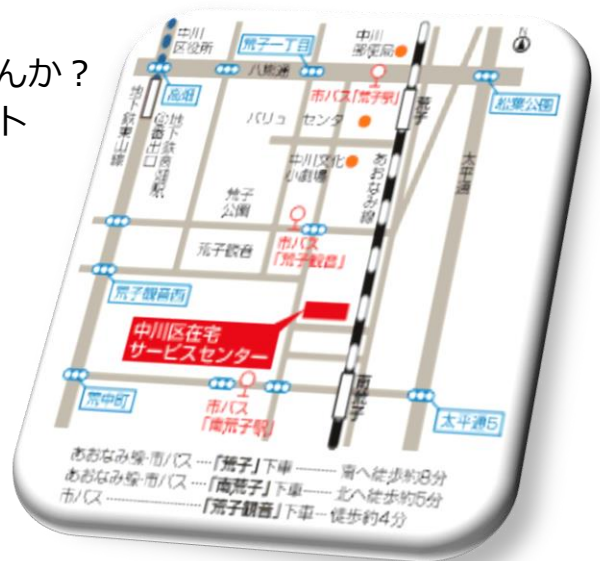 んか？
ト
N
中川
区役所
荒子一丁目
中川
郵便局
八熊通
高畑
市バス「荒子駅」
荒子
松葉公園
地下鉄東山線
地下鉄高畑駅
②番出口
バリュー センター
中川文化
小劇場
あおなみ線
太平通
荒子
公園
荒子観音
市バス
「荒子観音」
荒子観音西
中川区在宅
サービスセンター
南荒子
荒中町
市バス
「南荒子駅」
太平通5
あおなみ線・市バス…「荒子」下車――南へ徒歩約8分
あおなみ線・市バス…「南荒子」下車――北へ徒歩約5分
市バス……………「荒子観音」下車…徒歩約4分